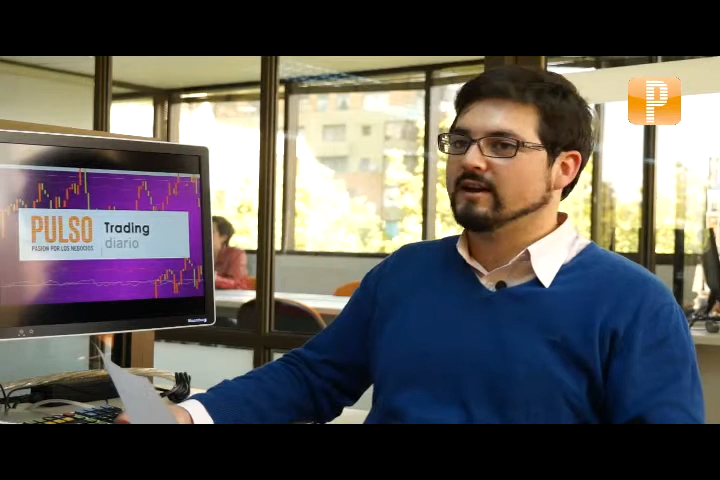 PULSO
PASIÓN POR LOS NEGOCIOS
Trading
diario
P